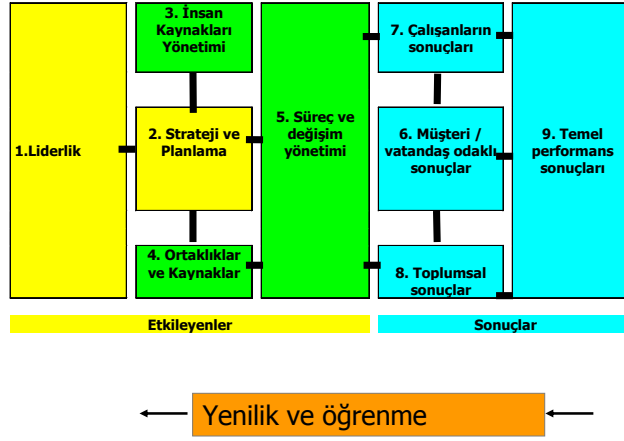 1.Liderlik
3. İnsan
Kaynakları
Yönetimi
2. Strateji ve
Planlama
4. Ortaklıklar
ve Kaynaklar
5. Süreç ve
değişim
yönetimi
7. Çalışanların
sonuçları
6. Müşteri /
vatandaş odaklı
sonuçlar
8. Toplumsal
sonuçlar
9. Temel
performans
sonuçları
Etkileyenler
Sonuçlar
Yenilik ve öğrenme